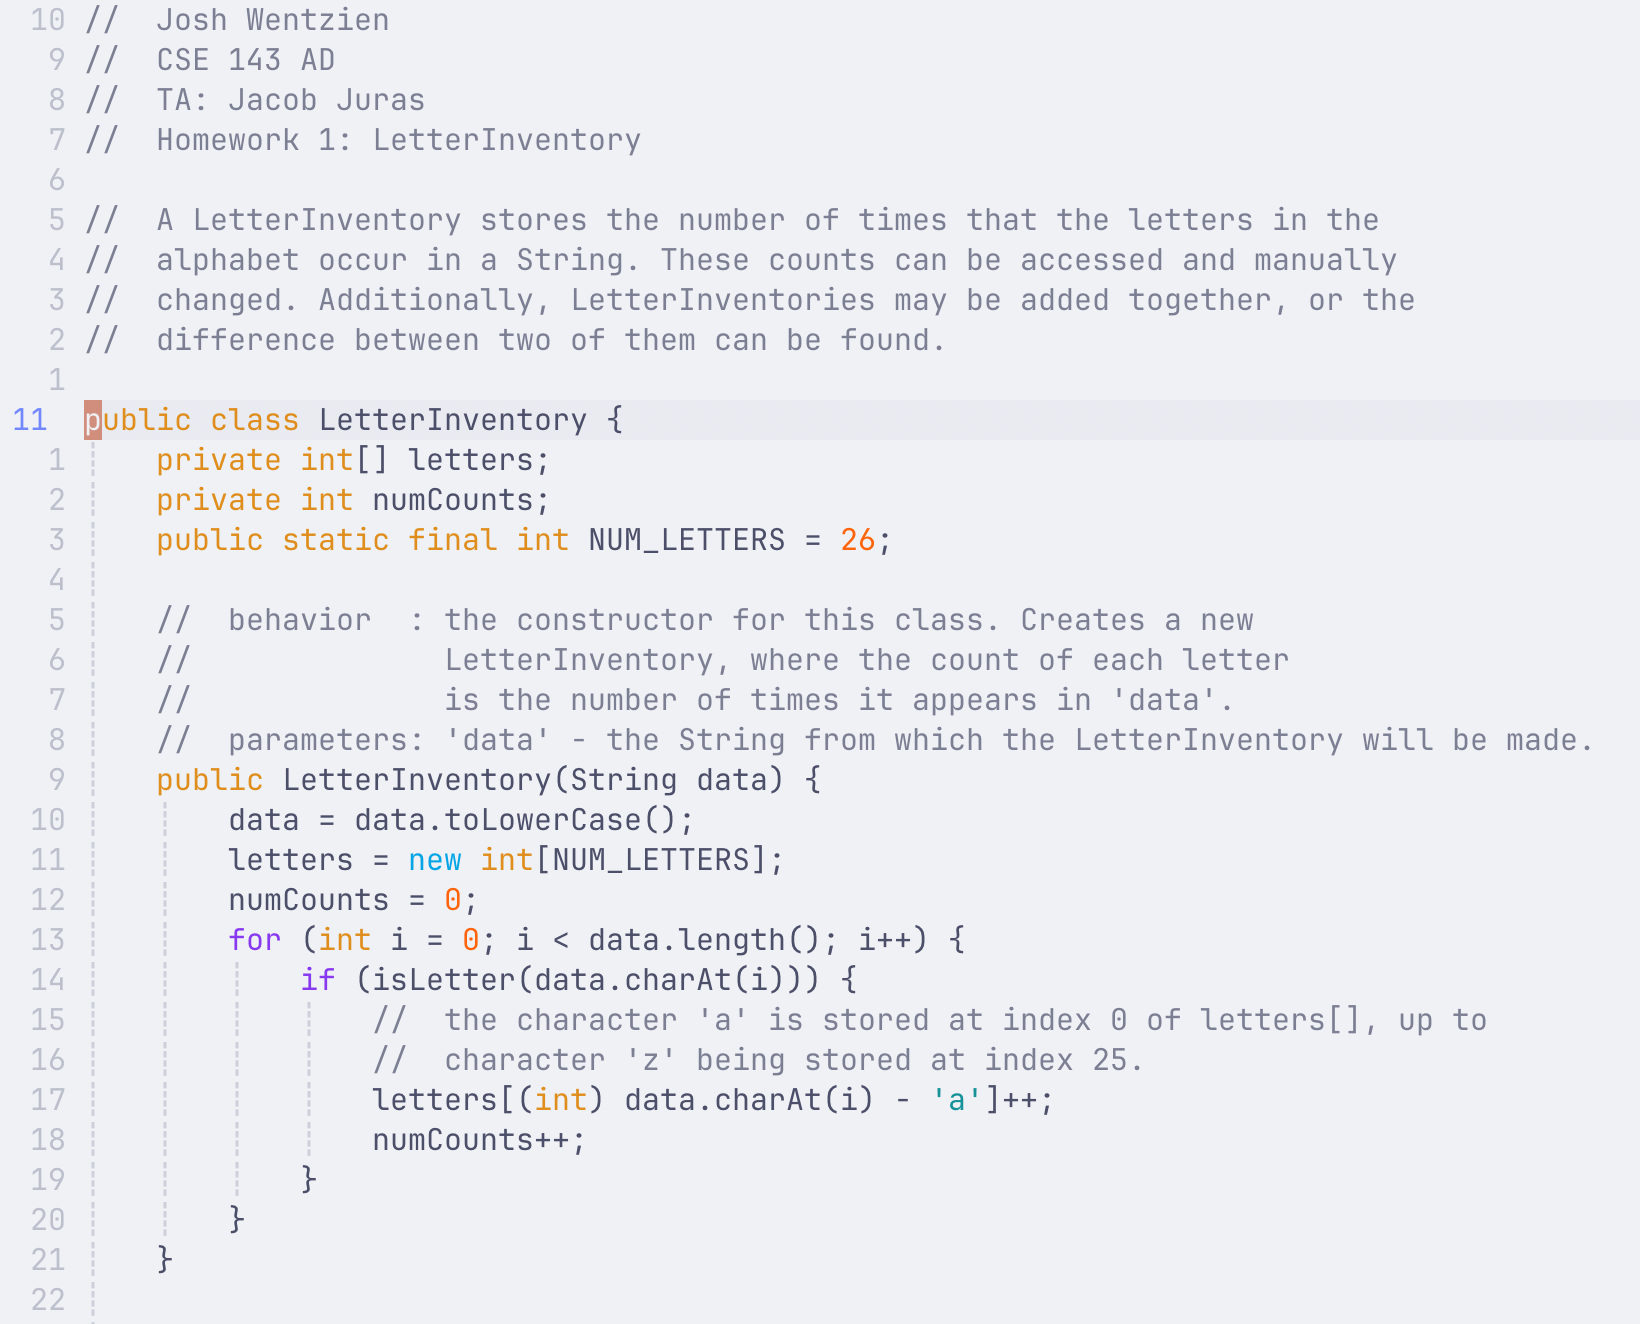 10 //  Josh Wentzien
9 //  CSE 143 AD
8 //  TA: Jacob Juras
7 //  Homework 1: LetterInventory
6
5 //  A LetterInventory stores the number of times that the letters in the
4 //  alphabet occur in a String. These counts can be accessed and manually
3 //  changed. Additionally, LetterInventories may be added together, or the
2 //  difference between two of them can be found.
1
11 public class LetterInventory {
1     private int[] letters;
2     private int numCounts;
3     public static final int NUM_LETTERS = 26;
4
5     //  behavior  : the constructor for this class. Creates a new
6     //              LetterInventory, where the count of each letter
7     //              is the number of times it appears in 'data'.
8     //  parameters: 'data' - the String from which the LetterInventory will be made.
9     public LetterInventory(String data) {
10         data = data.toLowerCase();
11         letters = new int[NUM_LETTERS];
12         numCounts = 0;
13         for (int i = 0; i < data.length(); i++) {
14             if (isLetter(data.charAt(i))) {
15                 //  the character 'a' is stored at index 0 of letters[], up to
16                 //  character 'z' being stored at index 25.
17                 letters[(int) data.charAt(i) - 'a']++;
18                 numCounts++;
19             }
20         }
21     }
22